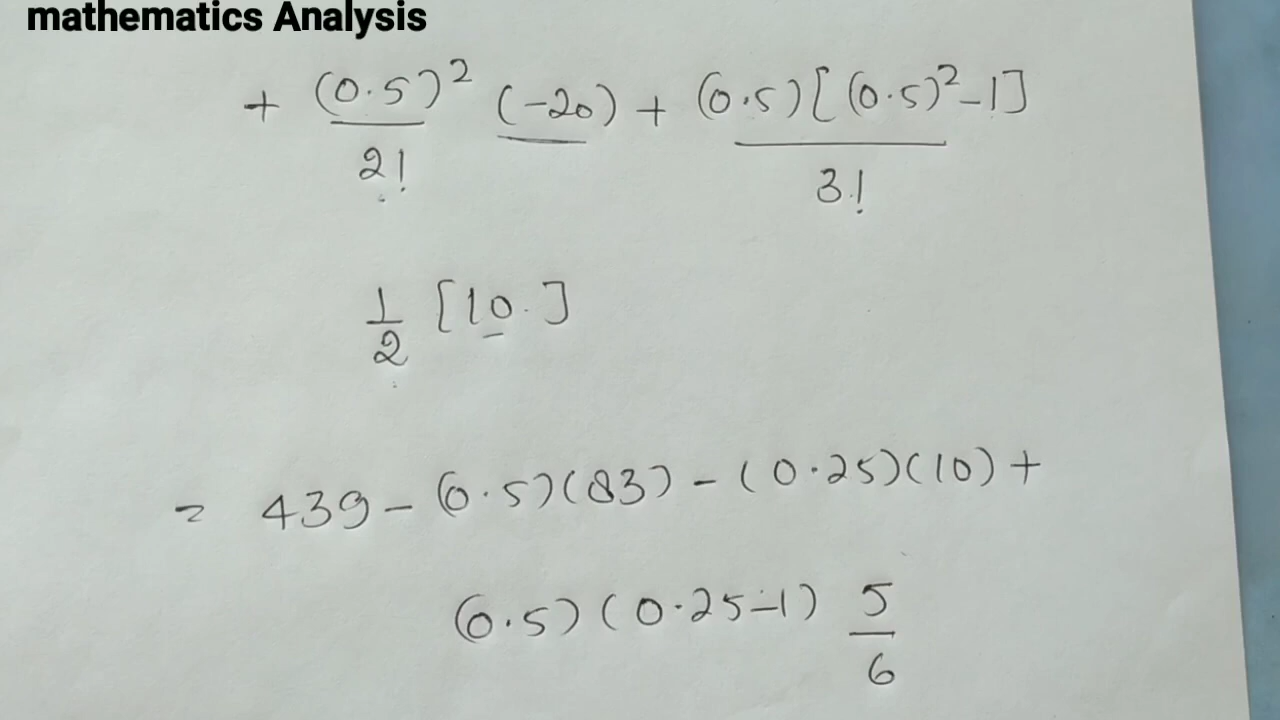 mathematics Analysis
+ (0.5)²/2! (-20) + (0.5)[(0.5)²-1]/3!
1/2 [10.]
= 439 - (0.5)(83) - (0.25)(10) +
(0.5)(0.25-1) 5/6